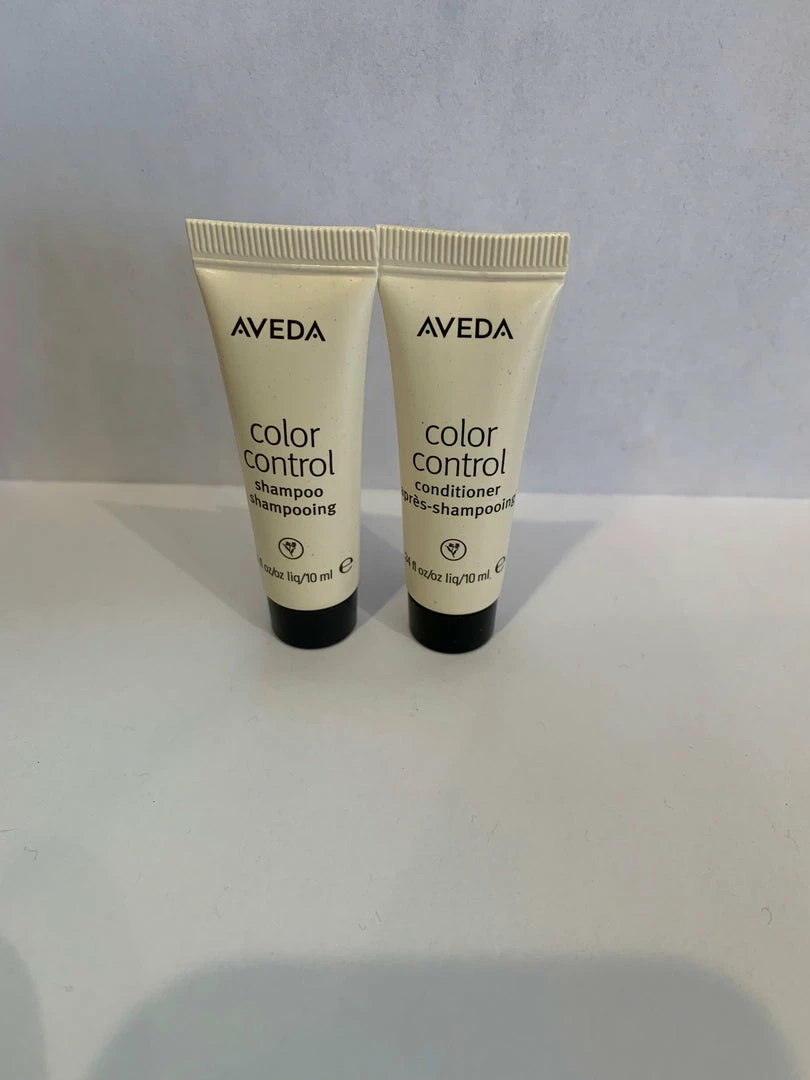 AVEDA
color
control
shampoo
shampooing
fl oz/oz liq/10 ml e
AVEDA
color
control
conditioner
après-shampooing
fl oz/oz liq/10 ml e